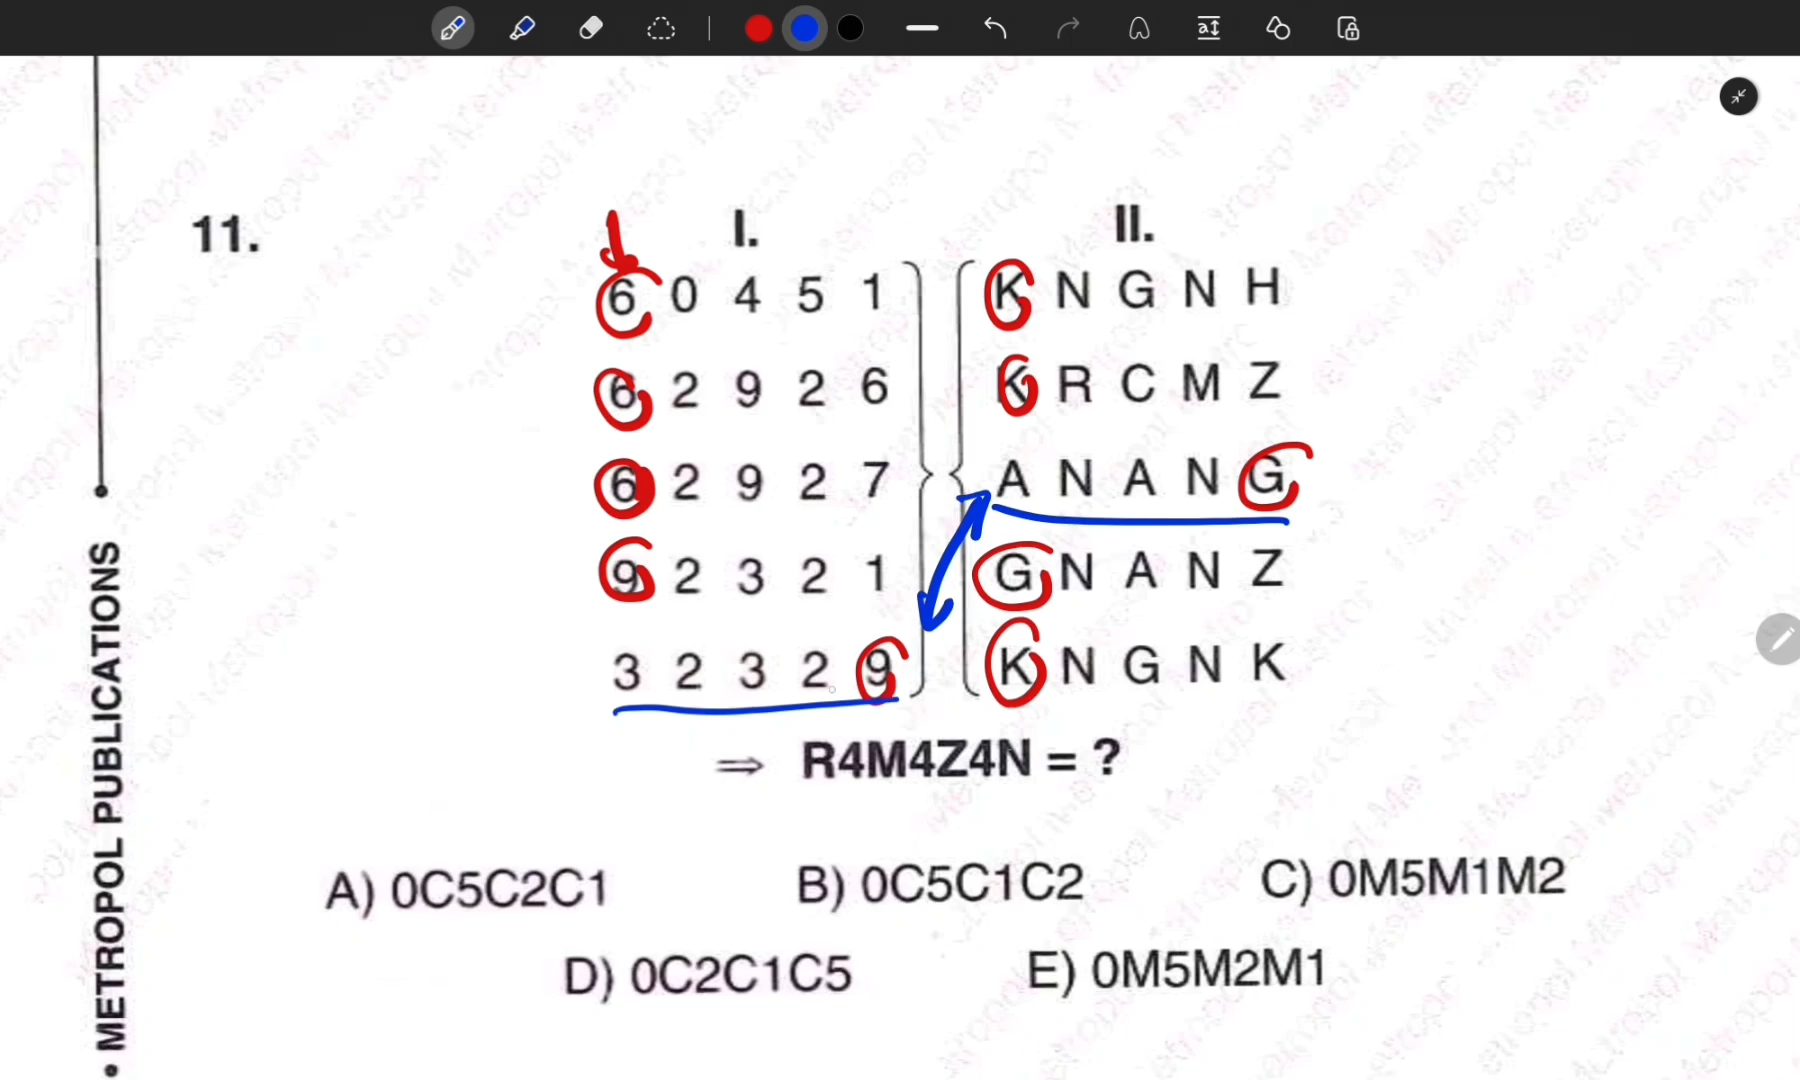 11.
I. II.
6 0 4 5 1 K N G N H
6 2 9 2 6 K R C M Z
6 2 9 2 7 A N A N G
9 2 3 2 1 G N A N Z
3 2 3 2 9 K N G N K
⇒ R4M4Z4N = ?
A) 0C5C2C1 B) 0C5C1C2 C) 0M5M1M2
D) 0C2C1C5 E) 0M5M2M1
• METROPOL PUBLICATIONS •